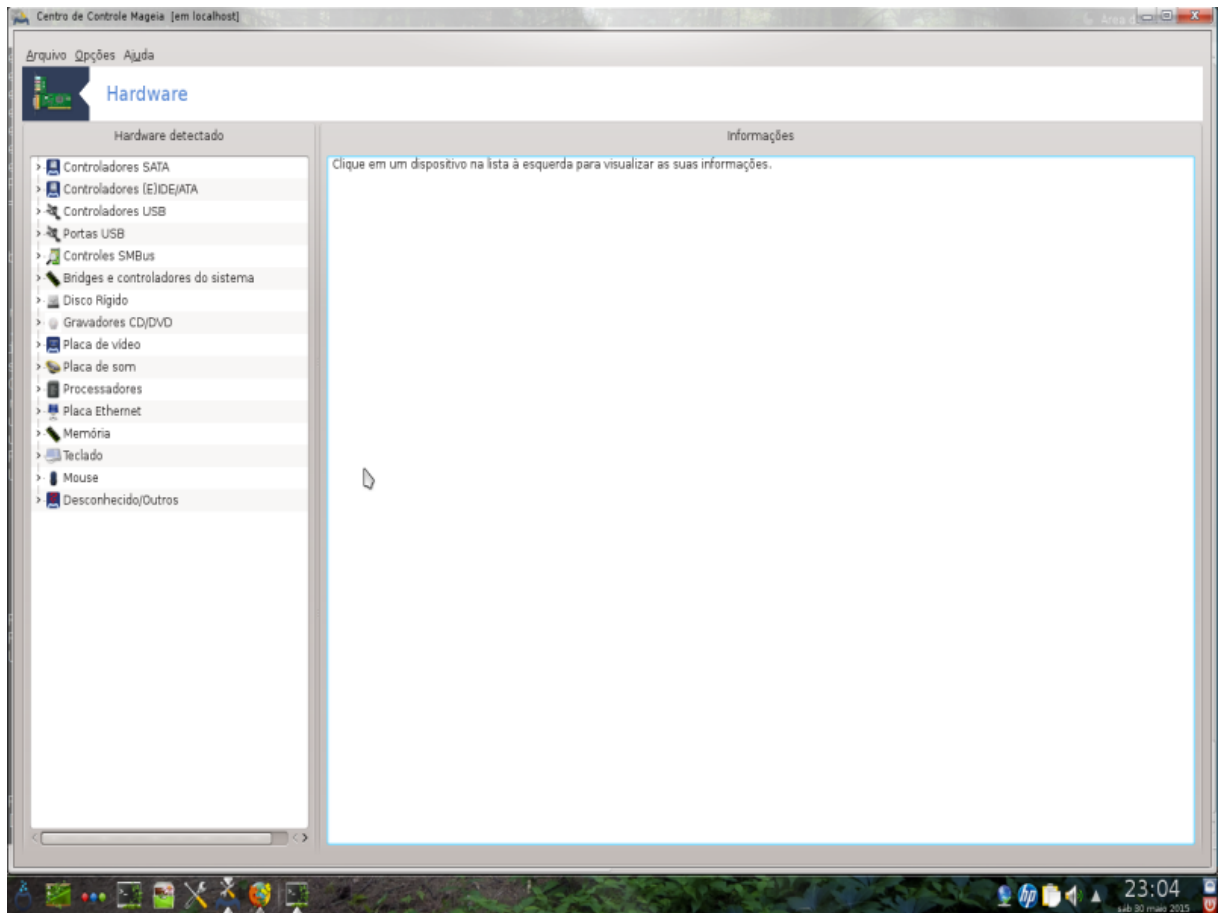 Centro de Controle Mageia [em localhost]
Arquivo Opções Ajuda
Hardware
Hardware detectado
Informações
Controladores SATA
Controladores (E)IDE/ATA
Controladores USB
Portas USB
Controles SMBus
Bridges e controladores do sistema
Disco Rígido
Gravadores CD/DVD
Placa de vídeo
Placa de som
Processadores
Placa Ethernet
Memória
Teclado
Mouse
Desconhecido/Outros
Clique em um dispositivo na lista à esquerda para visualizar as suas informações.
hp
23:04
sáb 30 maio 2015